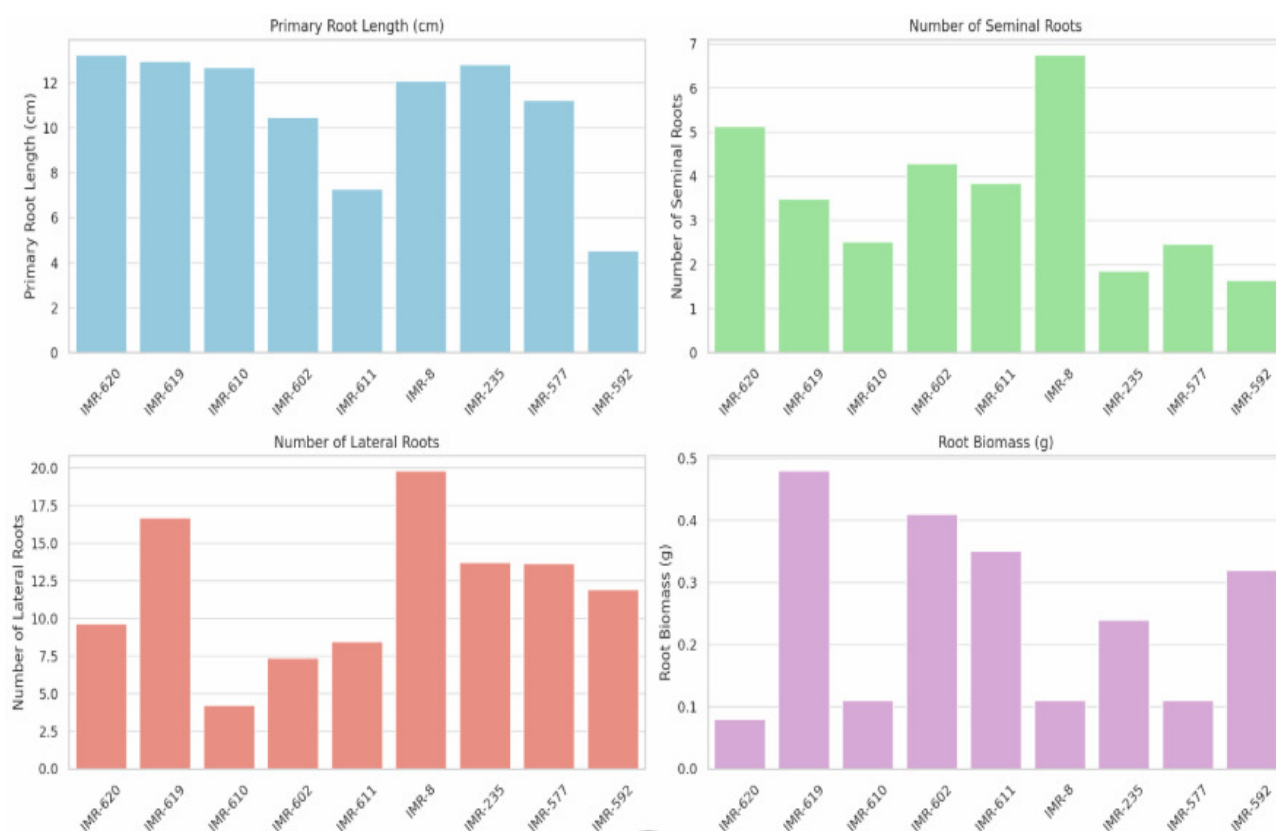 Primary Root Length (cm)
Primary Root Length (cm)
12
10
8
6
4
2
0
IMR-620
IMR-619
IMR-610
IMR-602
IMR-611
IMR-8
IMR-235
IMR-577
IMR-592
Number of Seminal Roots
Number of Seminal Roots
7
6
5
4
3
2
1
0
IMR-620
IMR-619
IMR-610
IMR-602
IMR-611
IMR-8
IMR-235
IMR-577
IMR-592
Number of Lateral Roots
Number of Lateral Roots
20.0
17.5
15.0
12.5
10.0
7.5
5.0
2.5
0.0
IMR-620
IMR-619
IMR-610
IMR-602
IMR-611
IMR-8
IMR-235
IMR-577
IMR-592
Root Biomass (g)
Root Biomass (g)
0.5
0.4
0.3
0.2
0.1
0.0
IMR-620
IMR-619
IMR-610
IMR-602
IMR-611
IMR-8
IMR-235
IMR-577
IMR-592